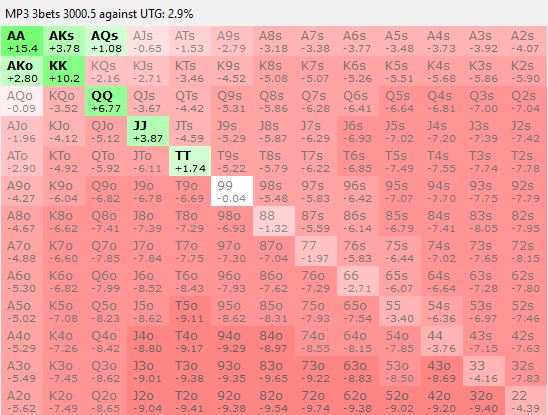 MP3 3bets 3000.5 against UTG: 2.9%
AA AKs AQs AJs ATs A9s A8s A7s A6s A5s A4s A3s A2s
+15.4 +3.78 +1.08 -0.65 -1.53 -2.79 -3.18 -3.38 -3.77 -3.48 -3.73 -3.92 -4.07
AKo KK KQs KJs KTs K9s K8s K7s K6s K5s K4s K3s K2s
+2.80 +10.2 -2.16 -2.71 -3.46 -4.52 -5.08 -5.07 -5.26 -5.51 -5.68 -5.86 -5.90
AQo KQo QQ QJs QTs Q9s Q8s Q7s Q6s Q5s Q4s Q3s Q2s
-0.09 -3.52 +6.77 -3.67 -4.42 -5.31 -5.86 -6.28 -6.41 -6.64 -6.81 -7.00 -7.04
AJo KJo QJo JJ JTs J9s J8s J7s J6s J5s J4s J3s J2s
-1.96 -4.12 -5.12 +3.87 -4.59 -5.29 -5.87 -6.29 -6.93 -7.02 -7.20 -7.39 -7.42
ATo KTo QTo JTo TT T9s T8s T7s T6s T5s T4s T3s T2s
-2.90 -4.92 -5.92 -6.11 +1.74 -5.22 -5.79 -6.22 -6.85 -7.49 -7.55 -7.74 -7.78
A9o K9o Q9o J9o T9o 99 98s 97s 96s 95s 94s 93s 92s
-4.27 -6.04 -6.82 -6.78 -6.69 -0.04 -5.48 -5.83 -6.42 -7.07 -7.70 -7.71 -7.77
A8o K8o Q8o J8o T8o 98o 88 87s 86s 85s 84s 83s 82s
-4.67 -6.62 -7.41 -7.39 -7.29 -6.93 -1.32 -5.59 -6.14 -6.79 -7.41 -8.05 -7.95
A7o K7o Q7o J7o T7o 97o 87o 77 76s 75s 74s 73s 72s
-4.88 -6.60 -7.85 -7.84 -7.75 -7.30 -7.04 -1.97 -5.83 -6.44 -7.02 -7.65 -8.15
A6o K6o Q6o J6o T6o 96o 86o 76o 66 65s 64s 63s 62s
-5.30 -6.82 -7.99 -8.52 -8.43 -7.93 -7.62 -7.29 -2.71 -6.07 -6.64 -7.28 -7.80
A5o K5o Q5o J5o T5o 95o 85o 75o 65o 55 54s 53s 52s
-5.02 -7.08 -8.23 -8.62 -9.11 -8.62 -8.31 -7.93 -7.54 -3.40 -6.36 -6.97 -7.46
A4o K4o Q4o J4o T4o 94o 84o 74o 64o 54o 44 43s 42s
-5.29 -7.26 -8.42 -8.80 -9.17 -9.29 -8.97 -8.55 -8.15 -7.85 -3.76 -7.15 -7.63
A3o K3o Q3o J3o T3o 93o 83o 73o 63o 53o 43o 33 32s
-5.49 -7.45 -8.62 -9.01 -9.38 -9.35 -9.65 -9.22 -8.83 -8.50 -8.69 -4.16 -7.83
A2o K2o Q2o J2o T2o 92o 82o 72o 62o 52o 42o 32o 22
-5.62 -7.49 -8.65 -9.04 -9.41 -9.38 -9.54 -9.74 -9.38 -9.02 -9.20 -9.40 -4.39